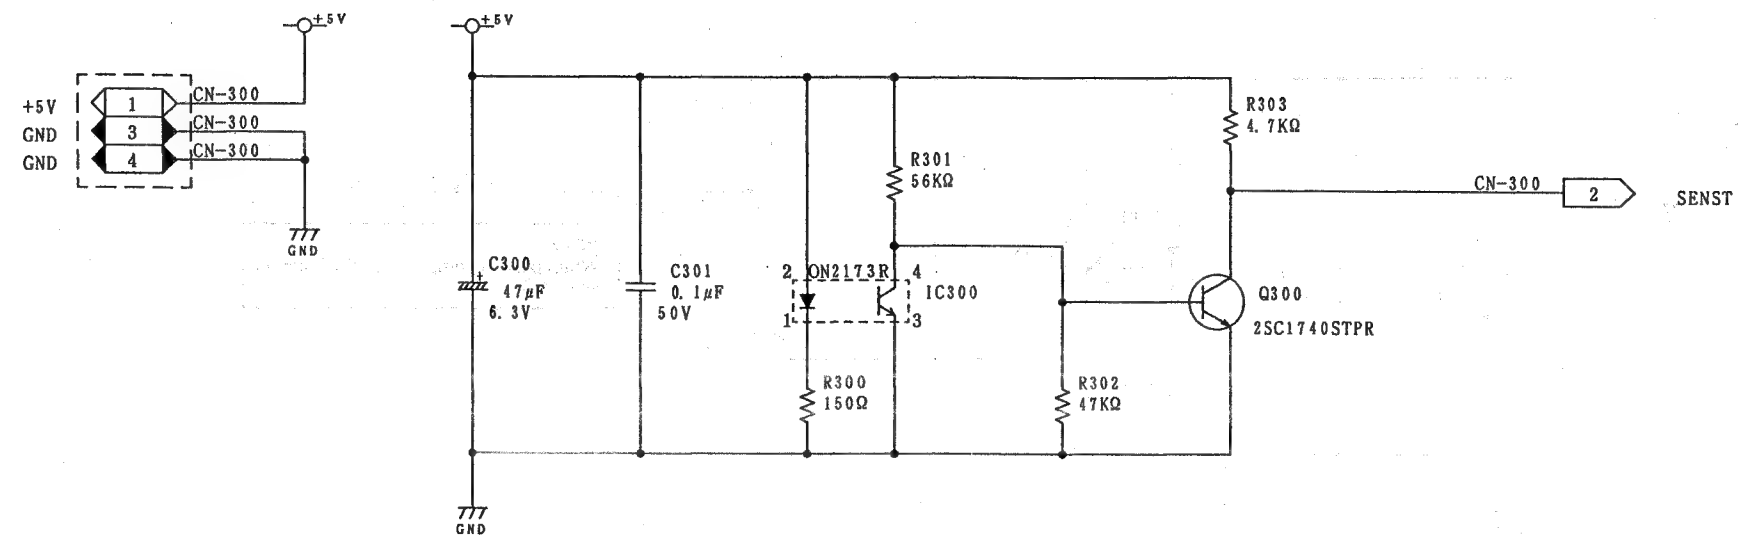 +5V
+5V
+5V
1
CN-300
GND
3
CN-300
GND
4
CN-300
GND
C300
+
47μF
6.3V
C301
0.1μF
50V
2
ON2173R
4
IC300
1
3
R300
150Ω
R301
56KΩ
R302
47KΩ
R303
4.7KΩ
Q300
2SC1740STPR
CN-300
2
SENST
GND